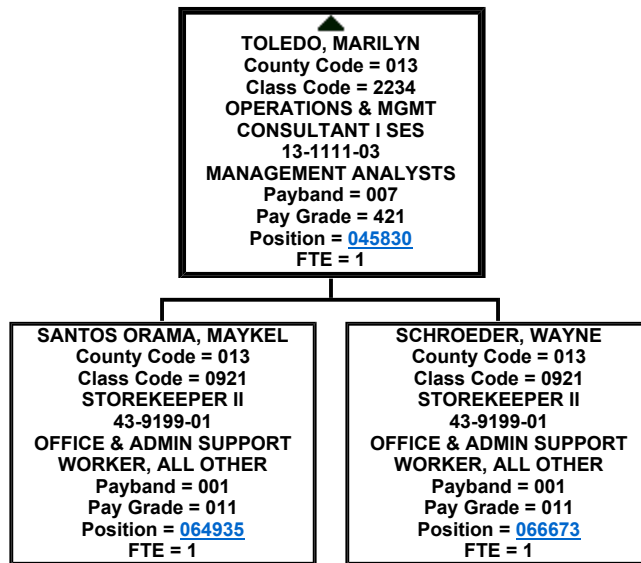 TOLEDO, MARILYN
County Code = 013
Class Code = 2234
OPERATIONS & MGMT
CONSULTANT I SES
13-1111-03
MANAGEMENT ANALYSTS
Payband = 007
Pay Grade = 421
Position = 045830
FTE = 1
SANTOS ORAMA, MAYKEL
County Code = 013
Class Code = 0921
STOREKEEPER II
43-9199-01
OFFICE & ADMIN SUPPORT
WORKER, ALL OTHER
Payband = 001
Pay Grade = 011
Position = 064935
FTE = 1
SCHROEDER, WAYNE
County Code = 013
Class Code = 0921
STOREKEEPER II
43-9199-01
OFFICE & ADMIN SUPPORT
WORKER, ALL OTHER
Payband = 001
Pay Grade = 011
Position = 066673
FTE = 1